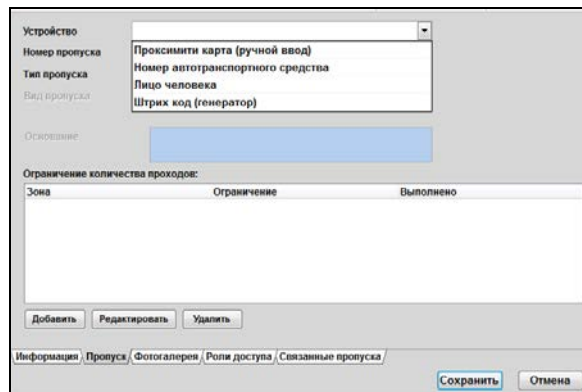 Устройство
Номер пропуска
Проксимити карта (ручной ввод)
Номер автотранспортного средства
Тип пропуска
Лицо человека
Вид пропуска
Штрих код (генератор)
Основание
Ограничение количества проходов:
Зона Ограничение Выполнено
Добавить Редактировать Удалить
Информация Пропуск Фотогалерея Роли доступа Связанные пропуска
Сохранить Отмена